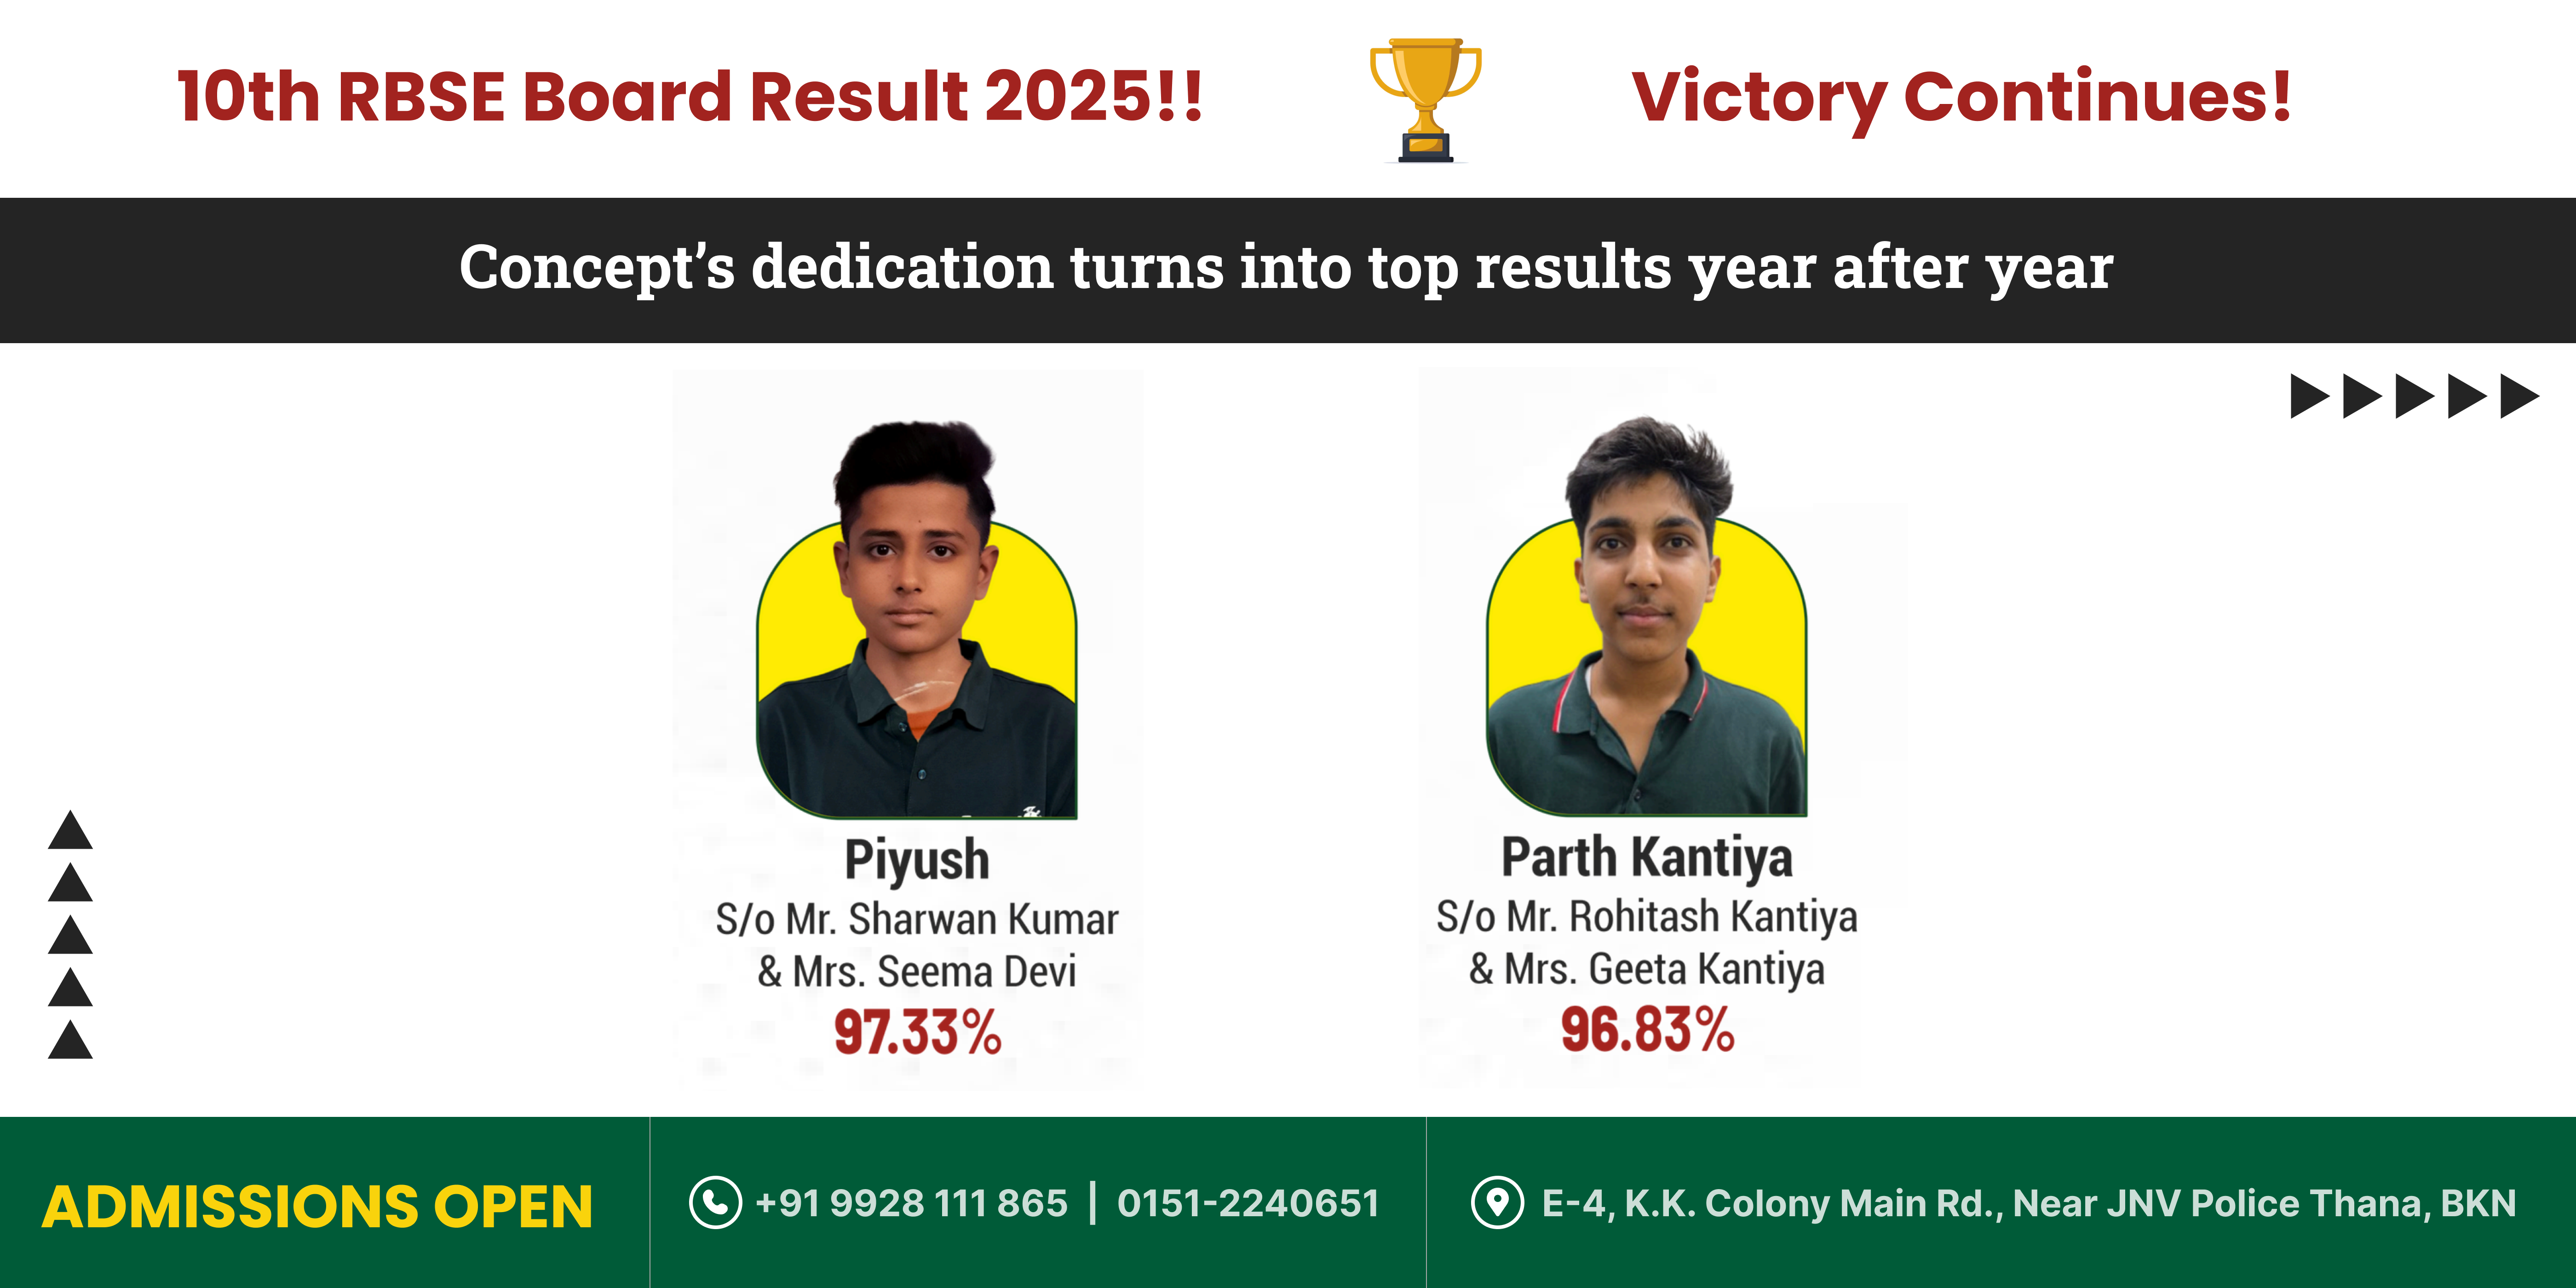 10th RBSE Board Result 2025!!
Victory Continues!
Concept’s dedication turns into top results year after year
Piyush
S/o Mr. Sharwan Kumar
& Mrs. Seema Devi
97.33%
Parth Kantiya
S/o Mr. Rohitash Kantiya
& Mrs. Geeta Kantiya
96.83%
ADMISSIONS OPEN
+91 9928 111 865 | 0151-2240651
E-4, K.K. Colony Main Rd., Near JNV Police Thana, BKN